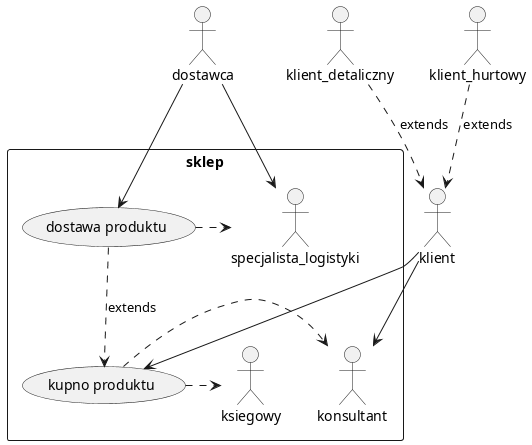 dostawca
klient_detaliczny
klient_hurtowy
extends
extends
sklep
dostawa produktu
specjalista_logistyki
klient
extends
kupno produktu
ksiegowy
konsultant